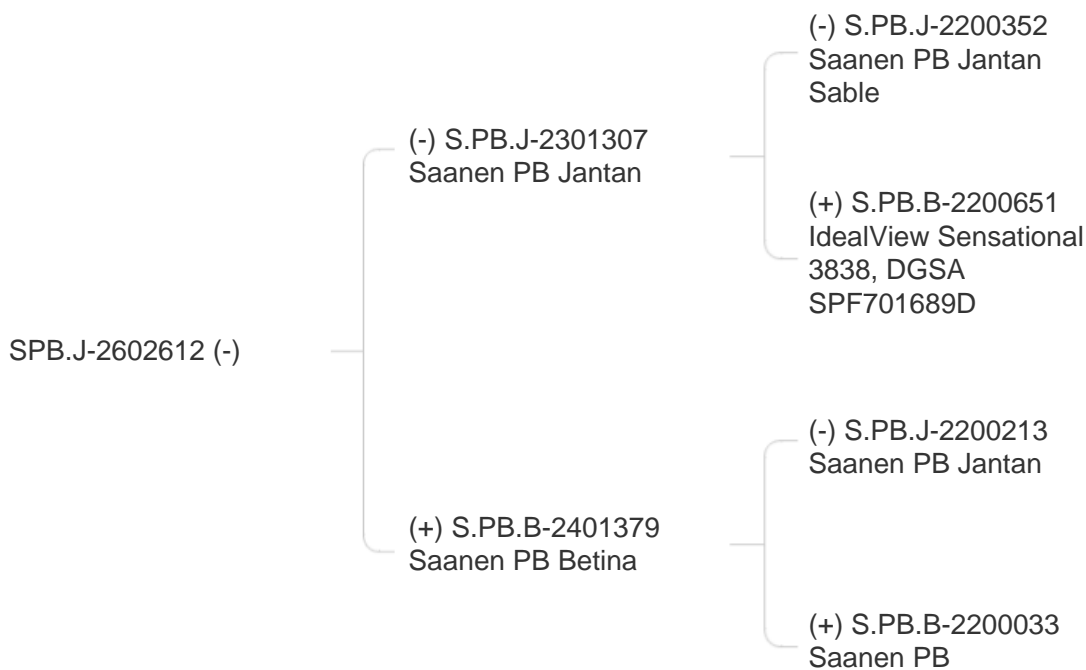 (-) S.PB.J-2200352
Saanen PB Jantan
Sable
(-) S.PB.J-2301307
Saanen PB Jantan
(+) S.PB.B-2200651
IdealView Sensational
3838, DGSA
SPF701689D
SPB.J-2602612 (-)
(-) S.PB.J-2200213
Saanen PB Jantan
(+) S.PB.B-2401379
Saanen PB Betina
(+) S.PB.B-2200033
Saanen PB